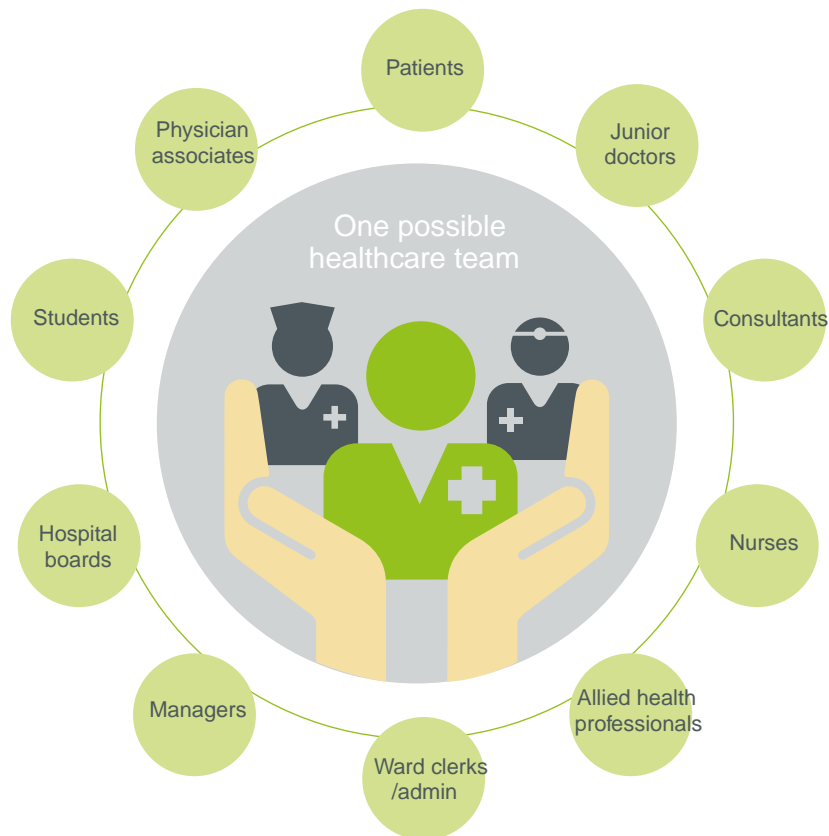 Patients
Junior
doctors
Consultants
Nurses
Allied health
professionals
Ward clerks
/admin
Managers
Hospital
boards
Students
Physician
associates
One possible
healthcare team